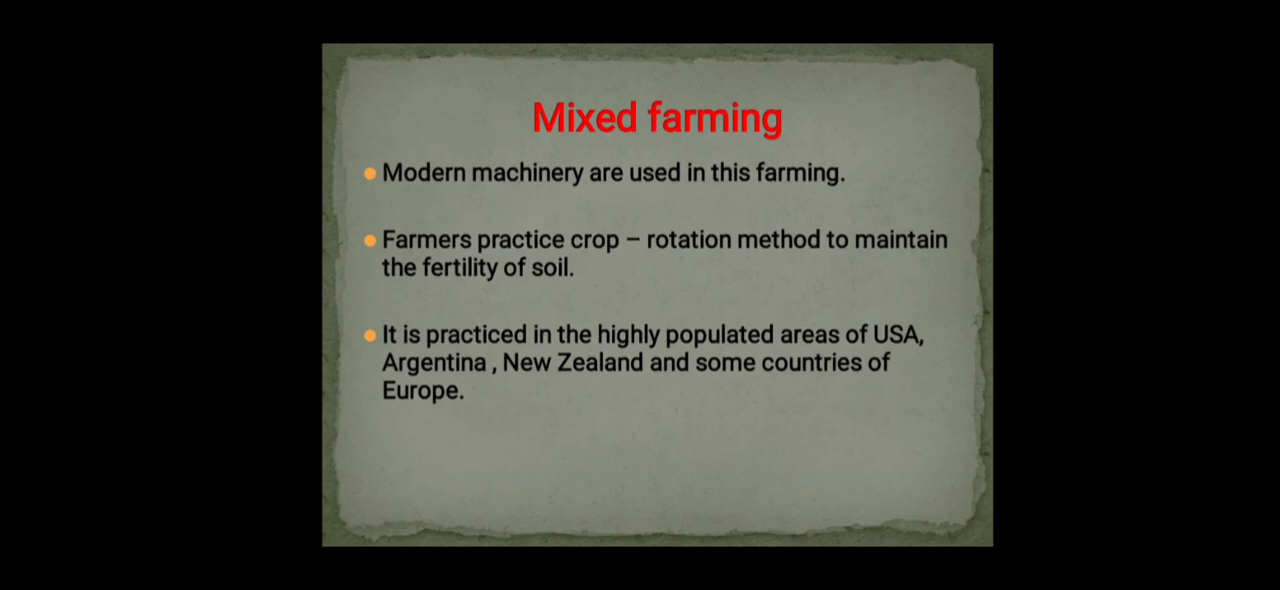 Mixed farming
Modern machinery are used in this farming.
Farmers practice crop – rotation method to maintain
the fertility of soil.
It is practiced in the highly populated areas of USA,
Argentina , New Zealand and some countries of
Europe.